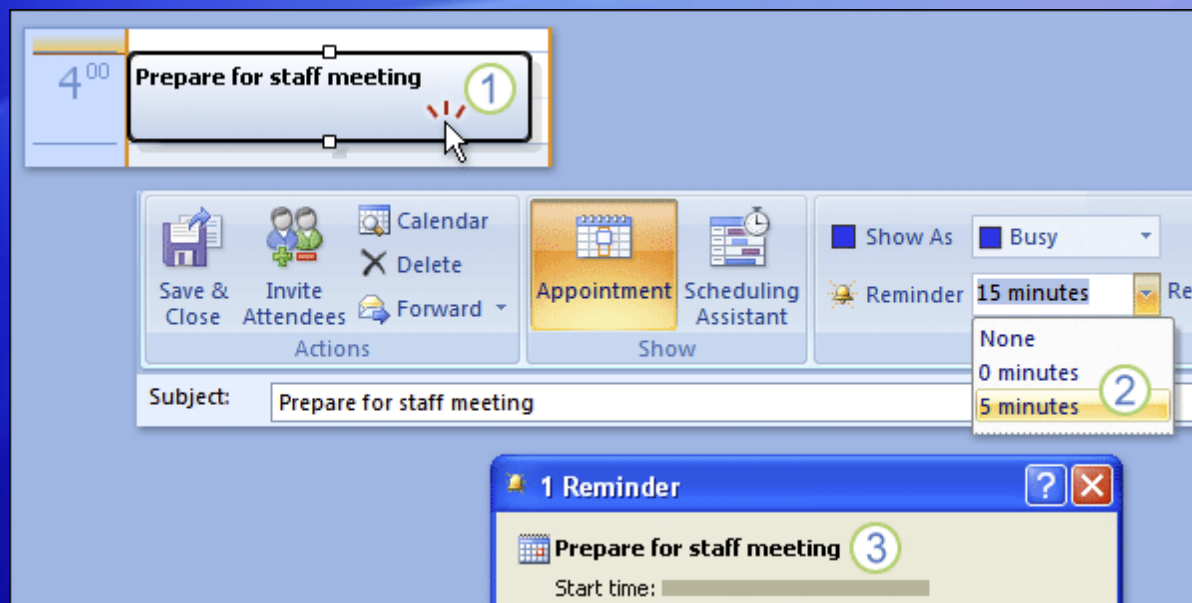 4 00
Prepare for staff meeting
1
Save & Close
Invite Attendees
Calendar
Delete
Forward
Actions
Appointment
Scheduling Assistant
Show
Show As
Busy
Reminder
15 minutes
Re
None
0 minutes
5 minutes
2
Subject:
Prepare for staff meeting
1 Reminder
?
Prepare for staff meeting
3
Start time: